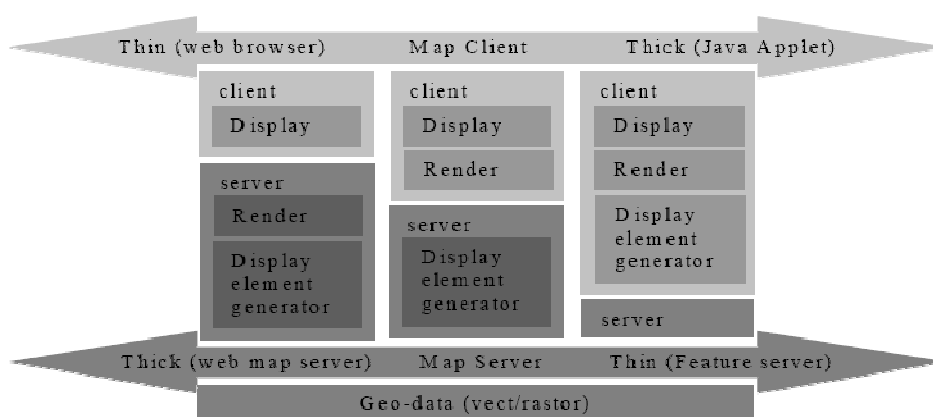 Thin (web browser) Map Client Thick (Java Applet)
client
Display
server
Render
Display
element
generator
client
Display
Render
server
Display
element
generator
client
Display
Render
Display
element
generator
server
Thick (web map server) Map Server Thin (Feature server)
Geo-data (vect/rastor)